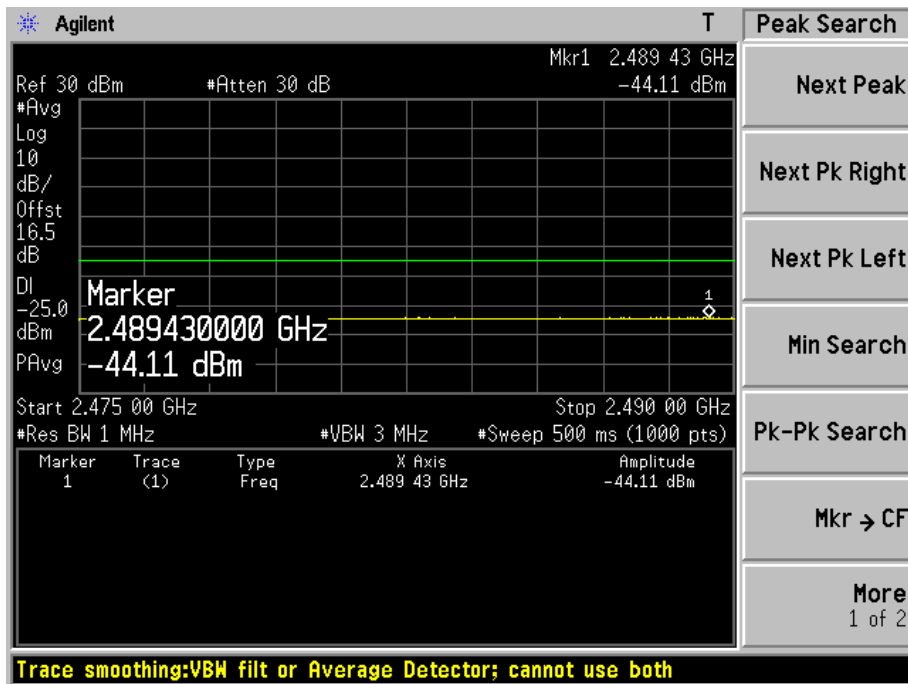 Agilent
T
Peak Search
Mkr1 2.489 43 GHz
Ref 30 dBm #Atten 30 dB -44.11 dBm
#Avg
Log
10
dB/
Offst
16.5
dB
DI
-25.0
dBm
PAvg
1
Marker
2.489430000 GHz
-44.11 dBm
Start 2.475 00 GHz Stop 2.490 00 GHz
#Res BW 1 MHz #VBW 3 MHz #Sweep 500 ms (1000 pts)
Marker Trace Type X Axis Amplitude
1 (1) Freq 2.489 43 GHz -44.11 dBm
Next Peak
Next Pk Right
Next Pk Left
Min Search
Pk-Pk Search
Mkr → CF
More
1 of 2
Trace smoothing:VBW filt or Average Detector; cannot use both